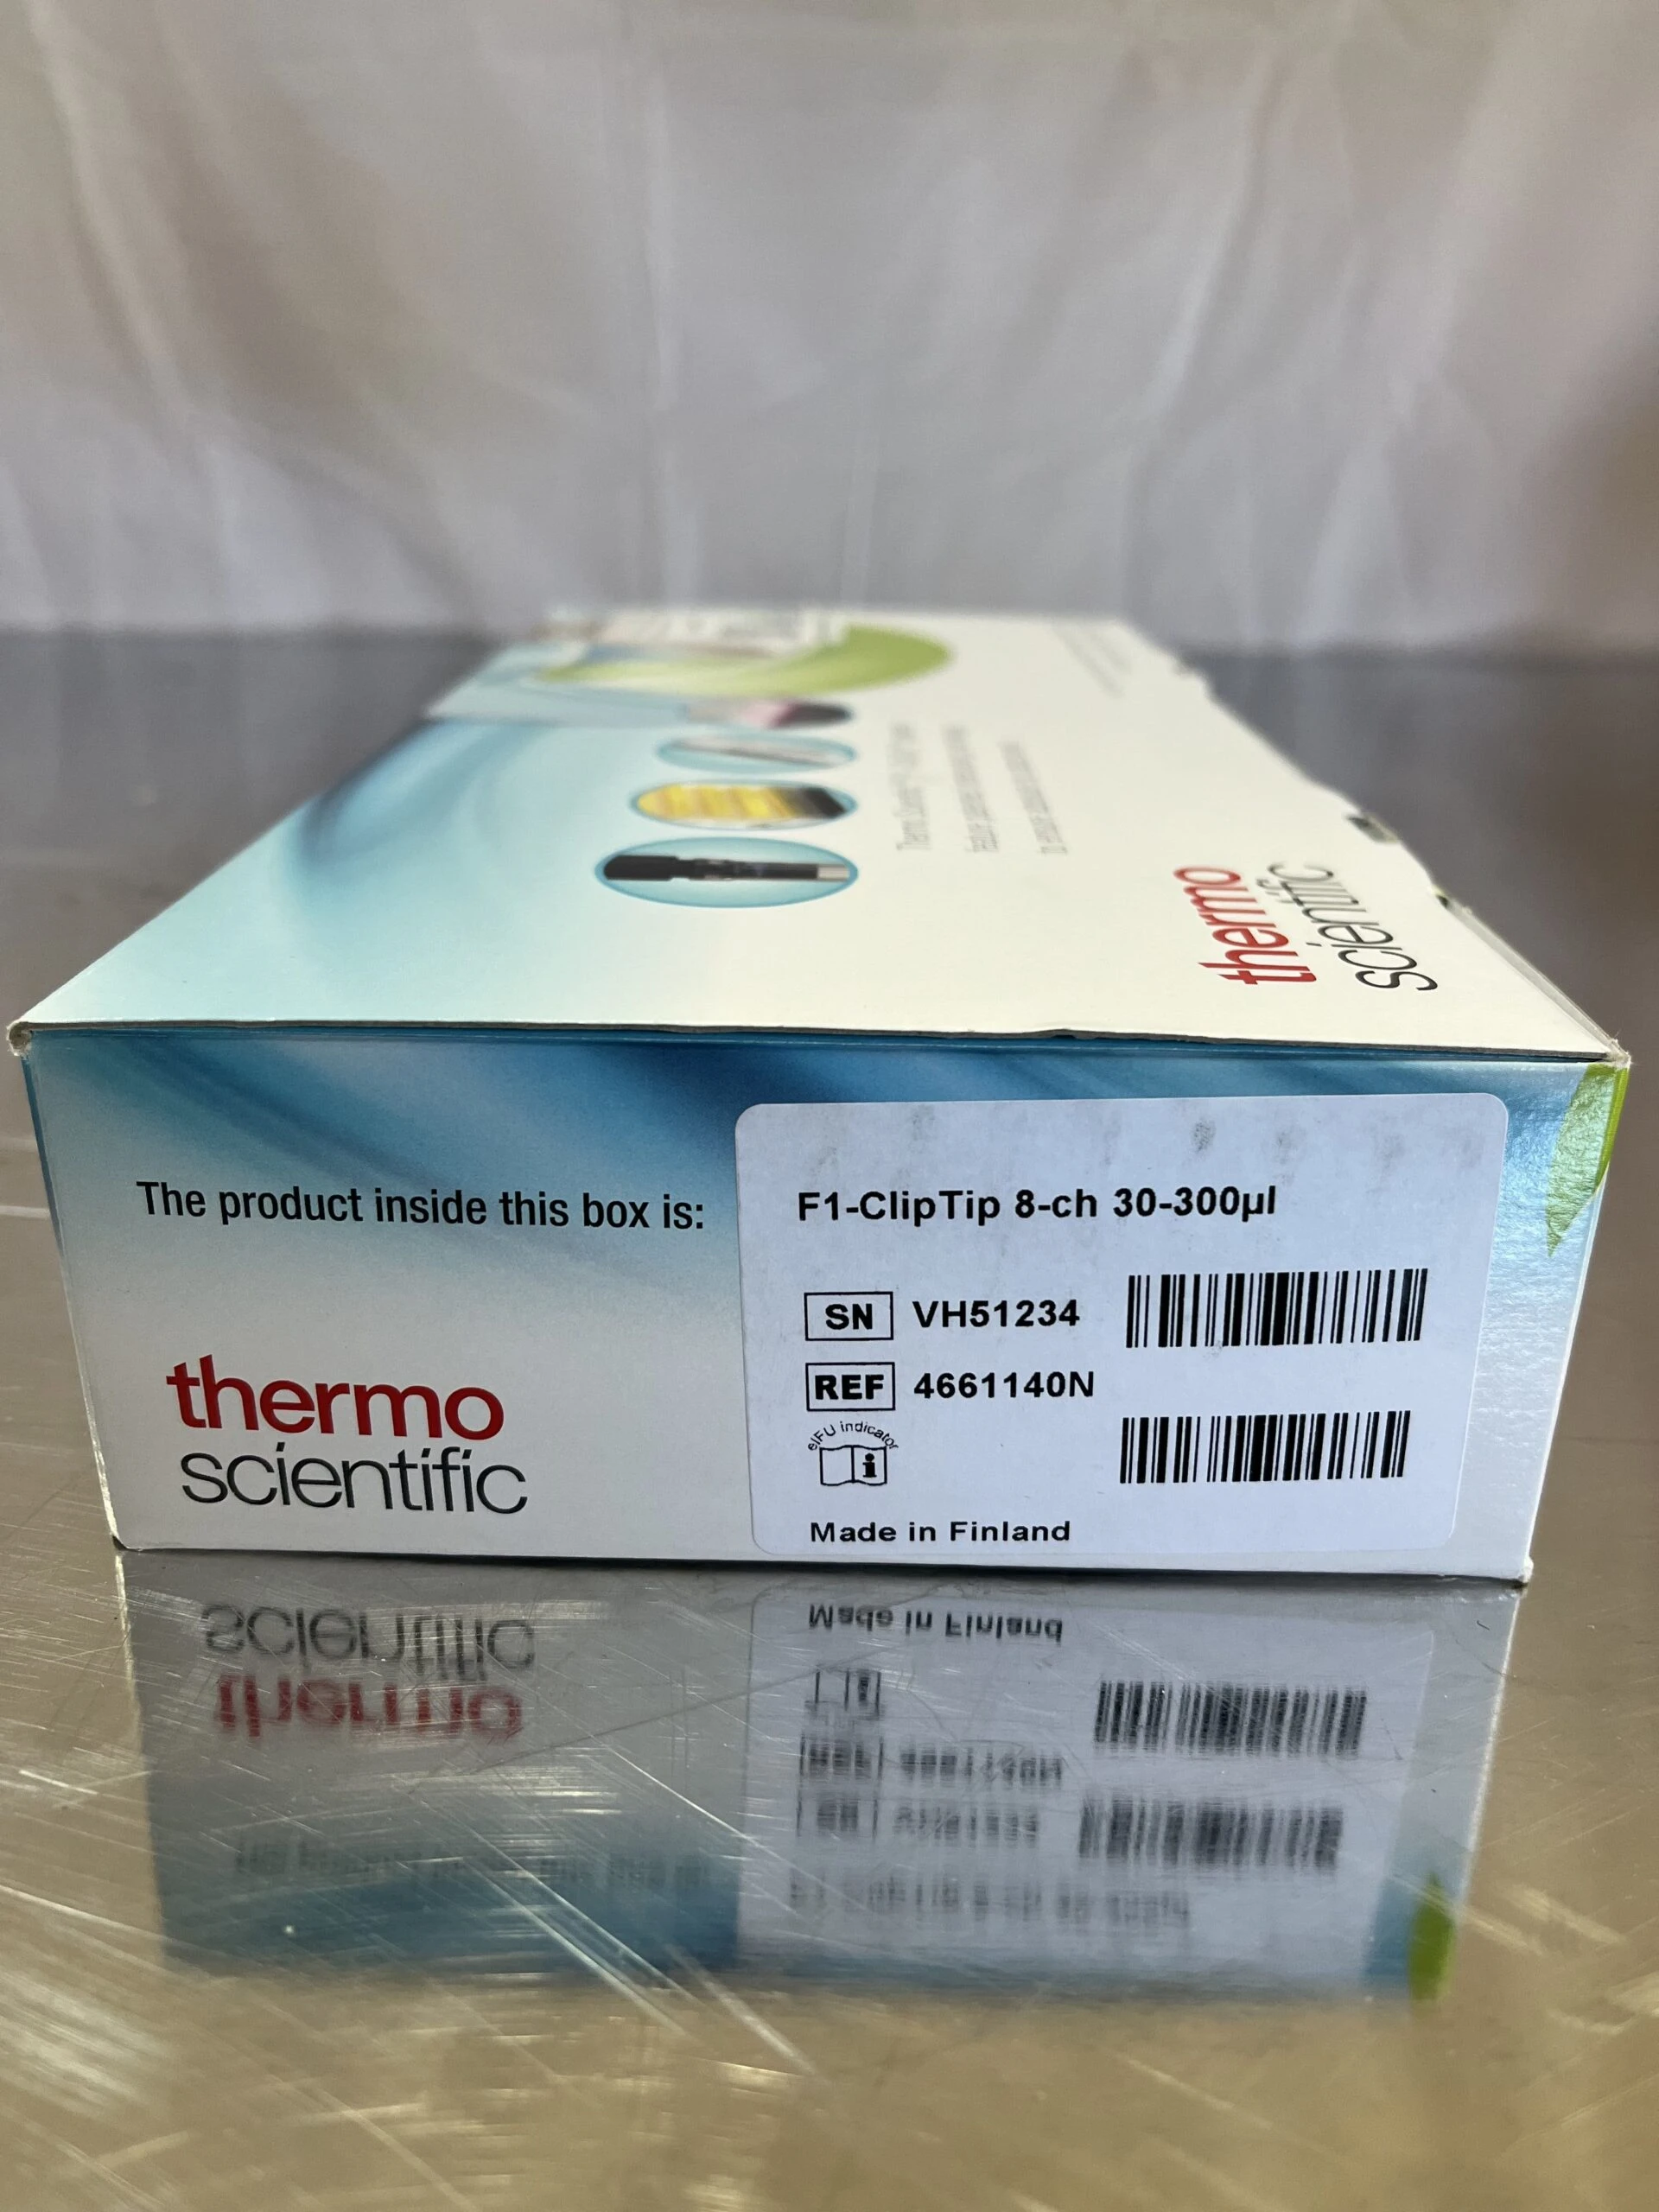 thermo
scientific
The product inside this box is:
thermo
scientific
F1-ClipTip 8-ch 30-300µl
SN VH51234
REF 4661140N
eIFU indicator
i
Made in Finland